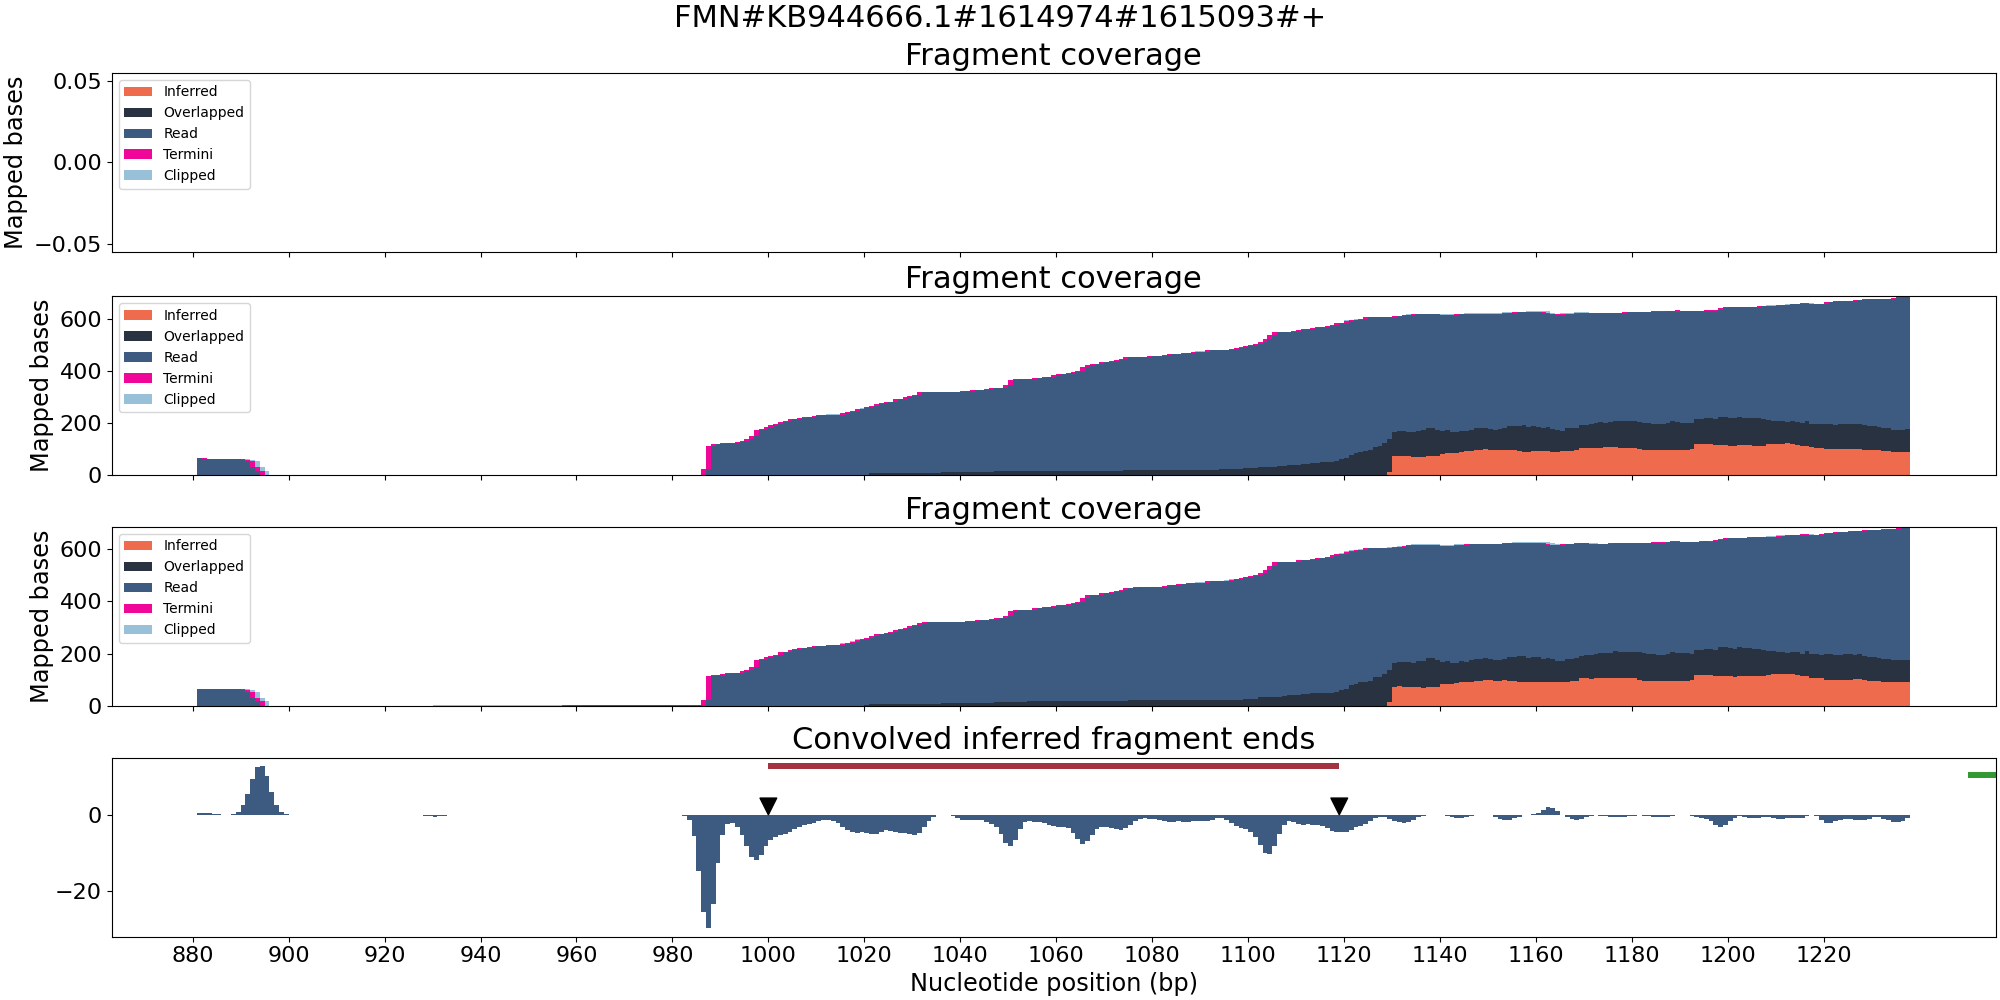 FMN#KB944666.1#1614974#1615093#+
Fragment coverage
Mapped bases
0.05
0.00
−0.05
Inferred
Overlapped
Read
Termini
Clipped
Fragment coverage
Mapped bases
600
400
200
0
Inferred
Overlapped
Read
Termini
Clipped
Fragment coverage
Mapped bases
600
400
200
0
Inferred
Overlapped
Read
Termini
Clipped
Convolved inferred fragment ends
0
−20
880 900 920 940 960 980 1000 1020 1040 1060 1080 1100 1120 1140 1160 1180 1200 1220
Nucleotide position (bp)